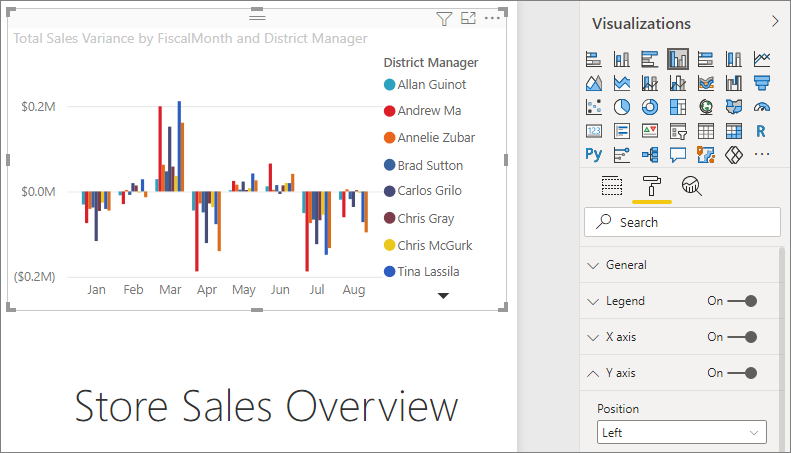 Total Sales Variance by FiscalMonth and District Manager
District Manager
Allan Guinot
Andrew Ma
Annelie Zubar
Brad Sutton
Carlos Grilo
Chris Gray
Chris McGurk
Tina Lassila
$0.2M
$0.0M
($0.2M)
Jan Feb Mar Apr May Jun Jul Aug
Store Sales Overview
Visualizations
123
R
Py
Search
General
Legend On
X axis On
Y axis On
Position
Left